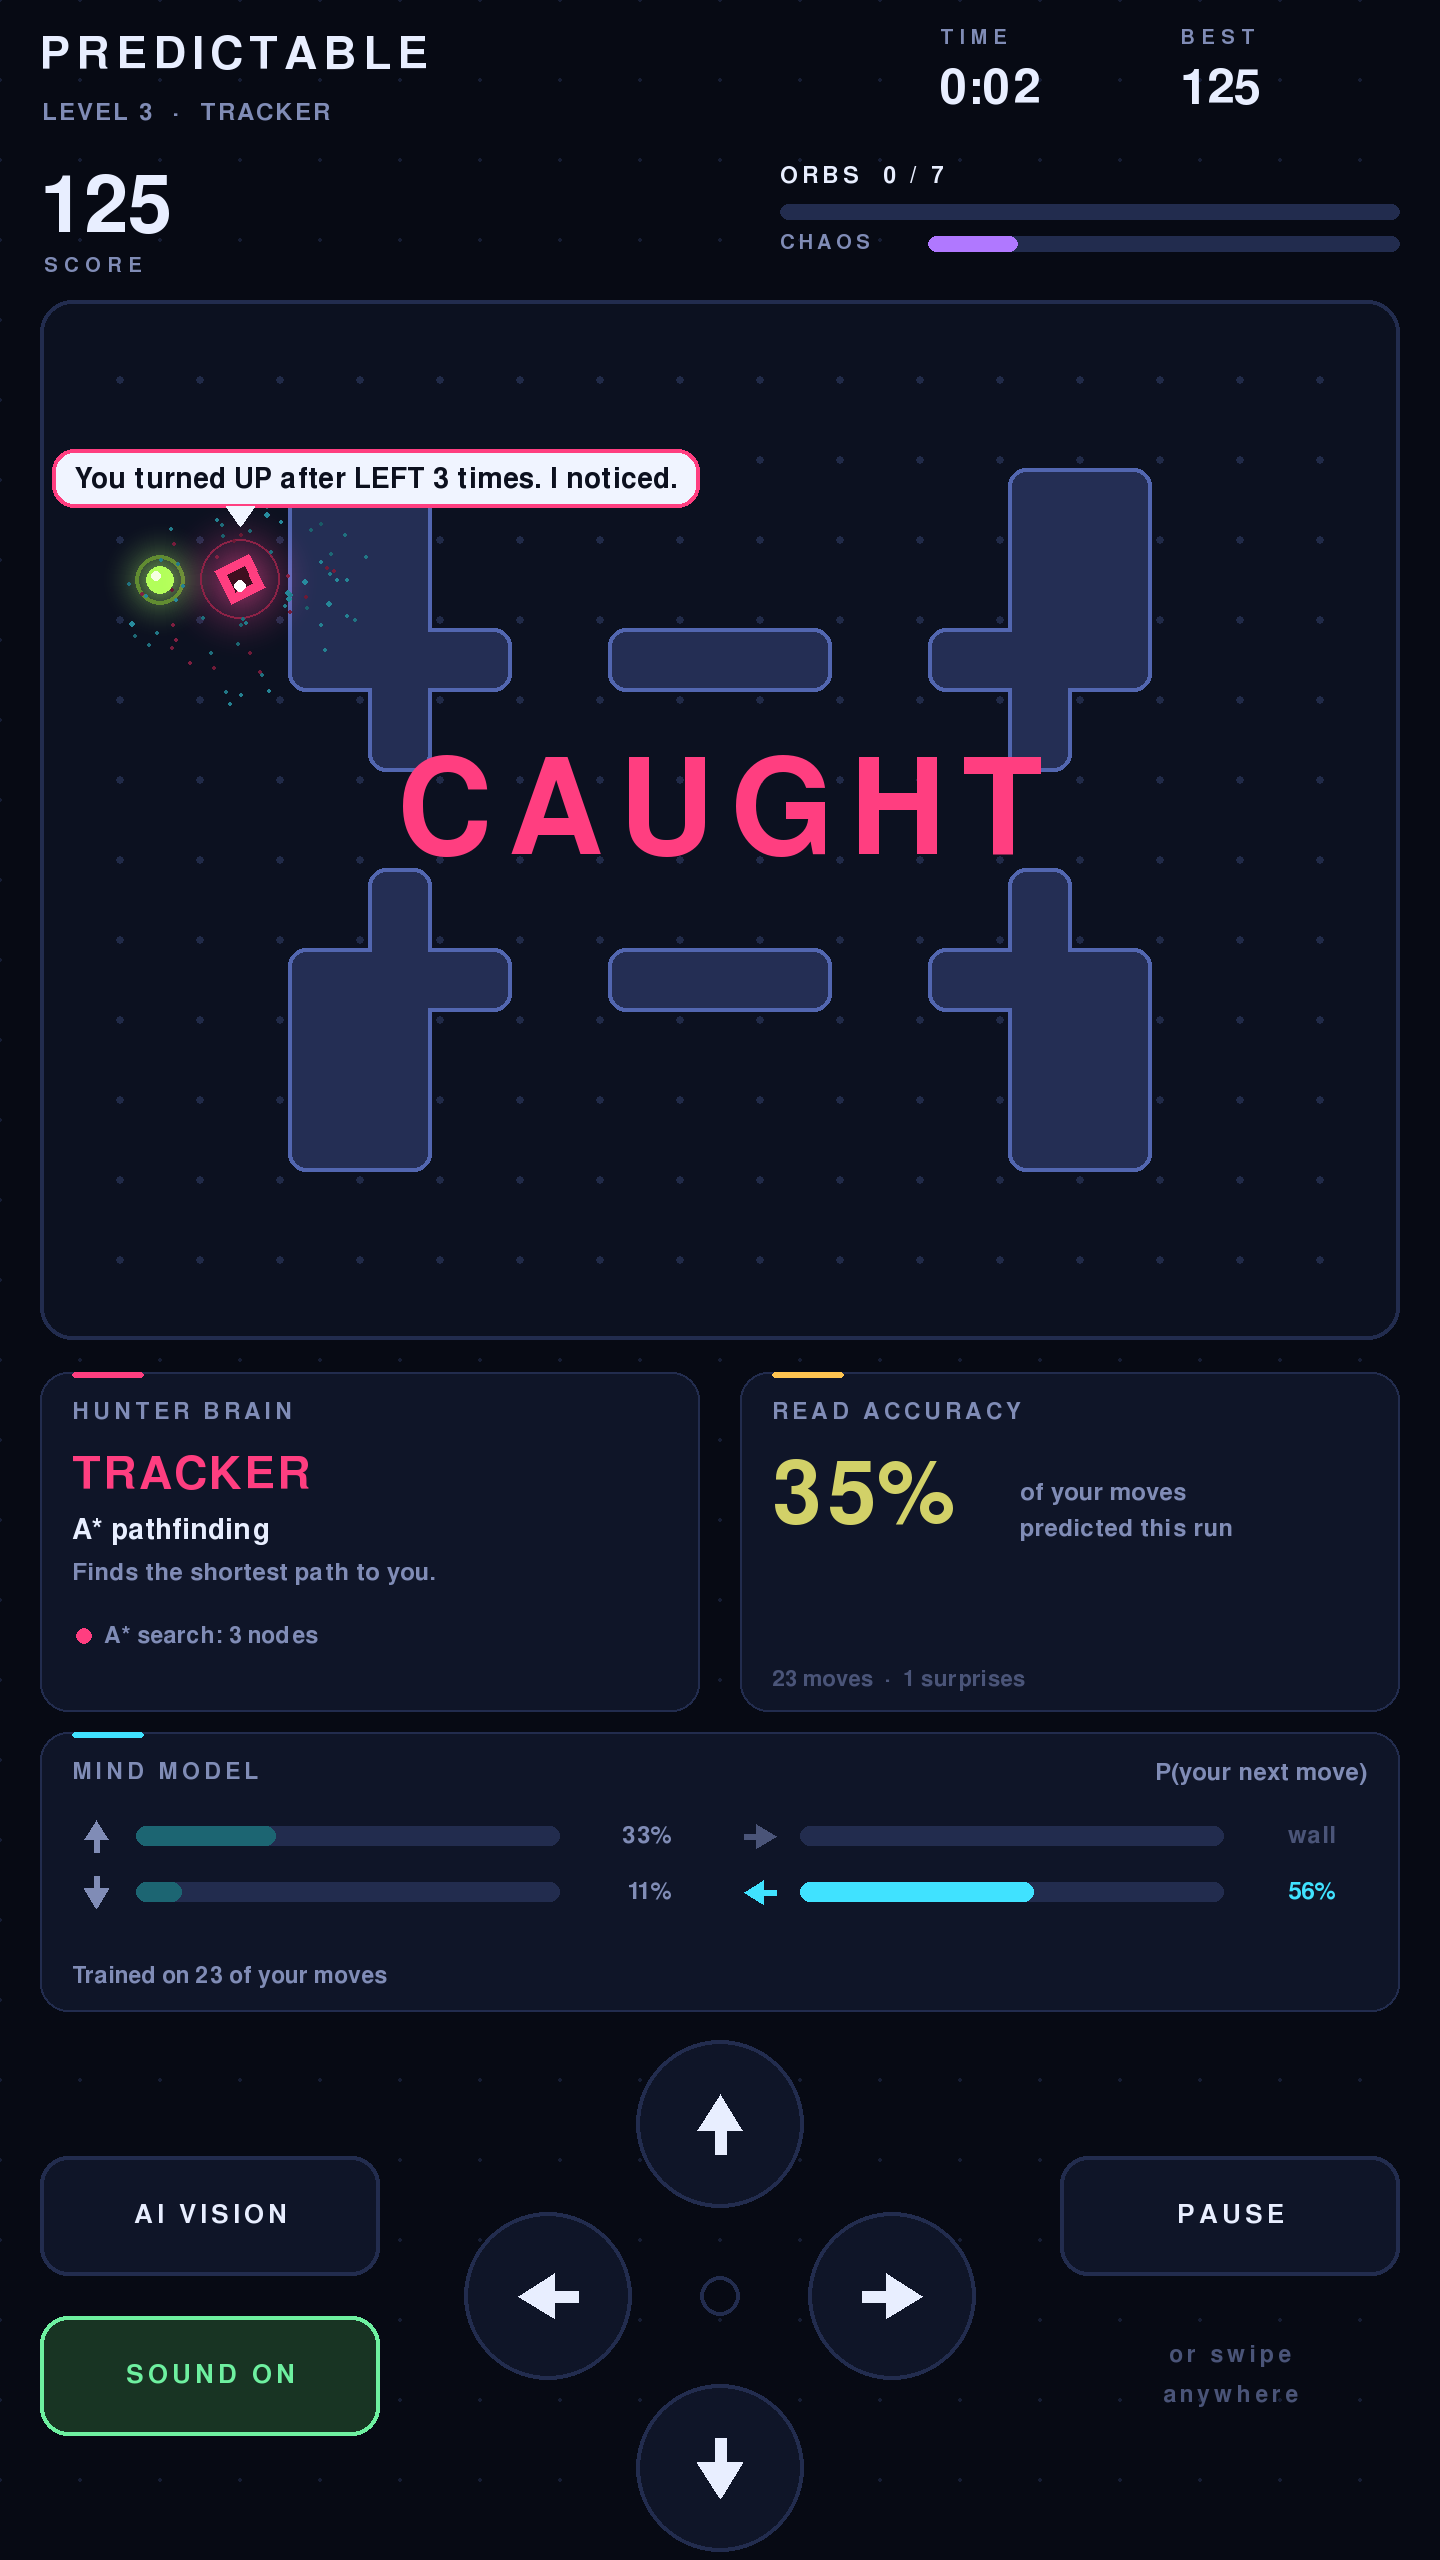 PREDICTABLE
LEVEL 3 · TRACKER
TIME
0:02
BEST
125
125
SCORE
ORBS 0 / 7
CHAOS
You turned UP after LEFT 3 times. I noticed.
CAUGHT
HUNTER BRAIN
TRACKER
A* pathfinding
Finds the shortest path to you.
A* search: 3 nodes
READ ACCURACY
35%
of your moves
predicted this run
23 moves · 1 surprises
MIND MODEL
P(your next move)
33%
wall
11%
56%
Trained on 23 of your moves
AI VISION
PAUSE
SOUND ON
or swipe
anywhere